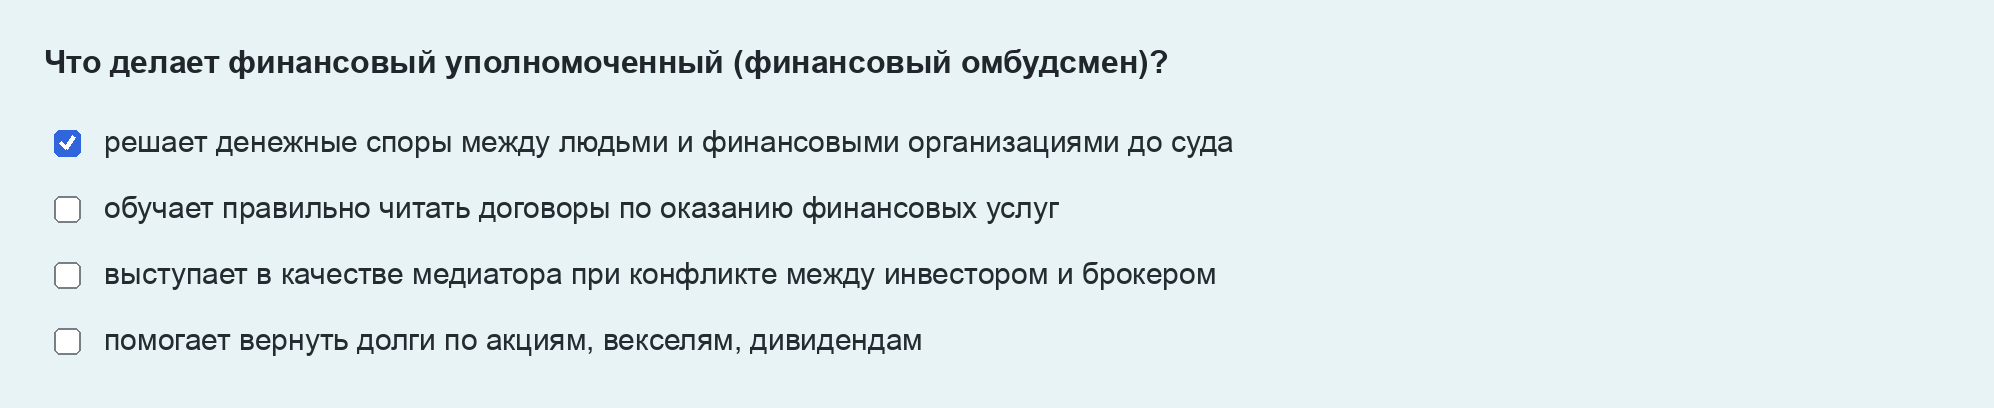 Что делает финансовый уполномоченный (финансовый омбудсмен)?
решает денежные споры между людьми и финансовыми организациями до суда
обучает правильно читать договоры по оказанию финансовых услуг
выступает в качестве медиатора при конфликте между инвестором и брокером
помогает вернуть долги по акциям, векселям, дивидендам